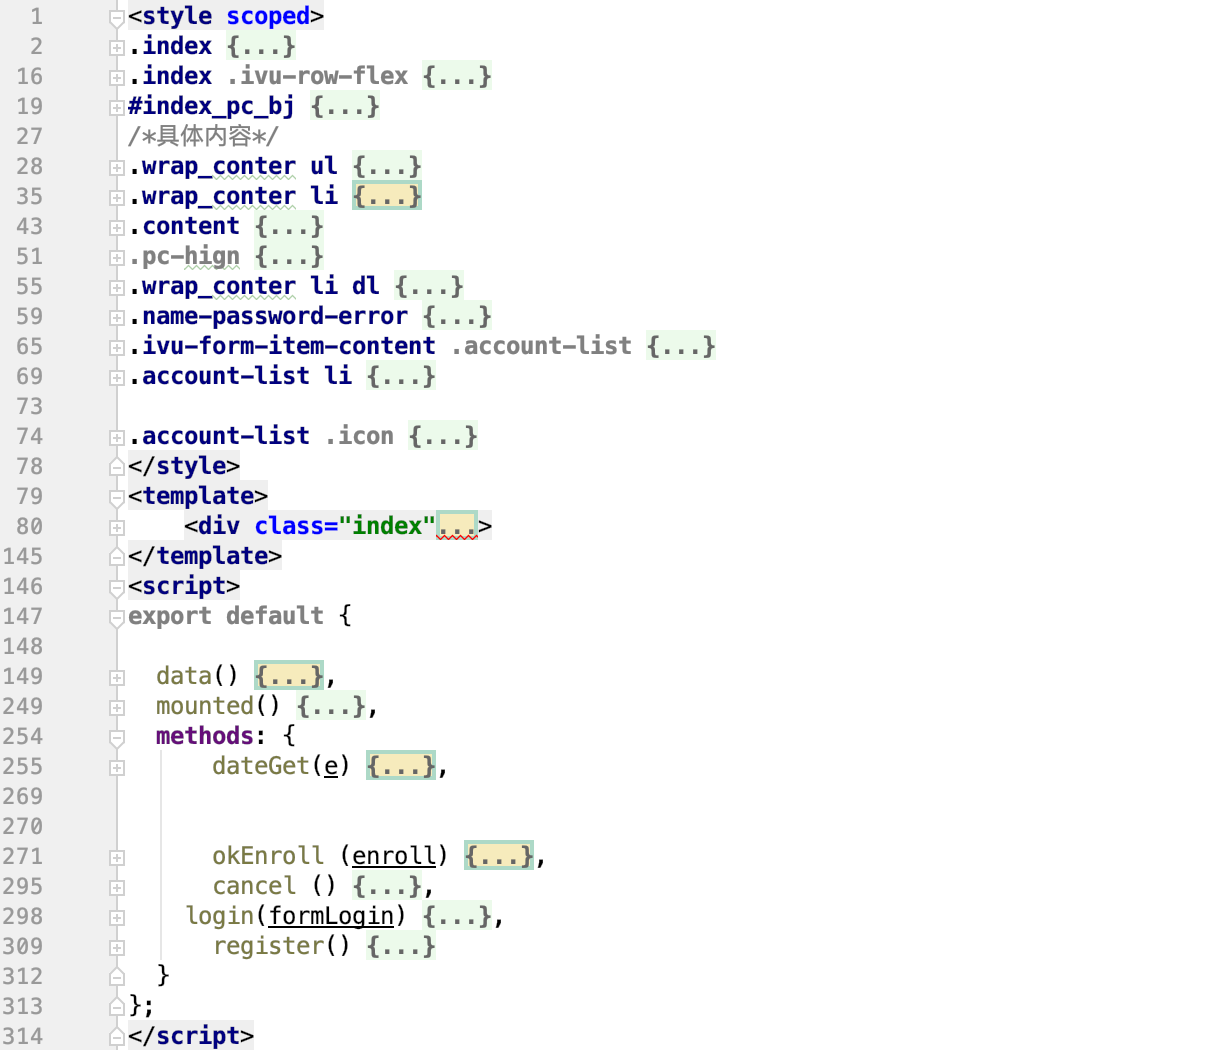 1 <style scoped>
2 .index {...}
16 .index .ivu-row-flex {...}
19 #index_pc_bj {...}
27 /*具体内容*/
28 .wrap_conter ul {...}
35 .wrap_conter li {...}
43 .content {...}
51 .pc-hign {...}
55 .wrap_conter li dl {...}
59 .name-password-error {...}
65 .ivu-form-item-content .account-list {...}
69 .account-list li {...}
73
74 .account-list .icon {...}
78 </style>
79 <template>
80 <div class="index"...>
145 </template>
146 <script>
147 export default {
148
149 data() {...},
249 mounted() {...},
254 methods: {
255 dateGet(e) {...},
269
270
271 okEnroll (enroll) {...},
295 cancel () {...},
298 login(formLogin) {...},
309 register() {...}
312 }
313 };
314 </script>